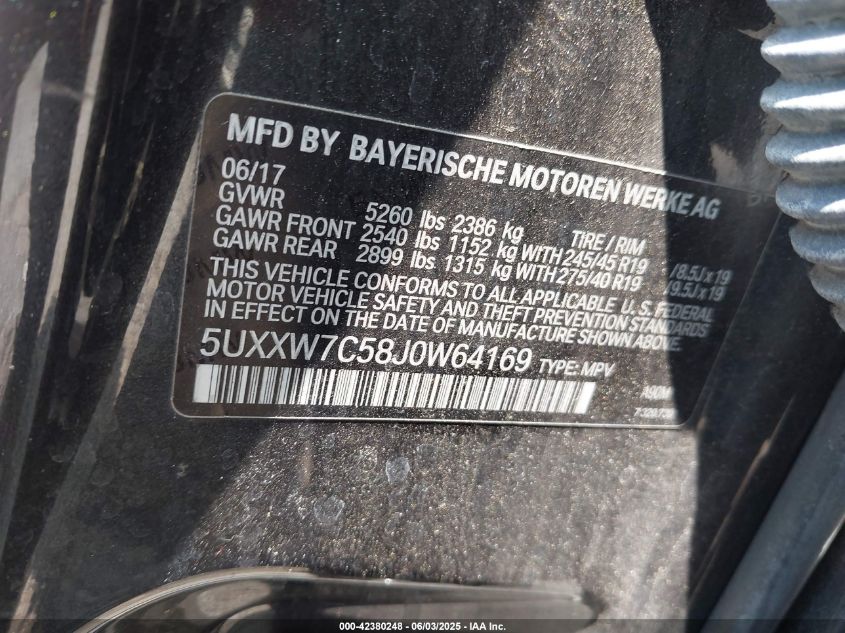 MFD BY BAYERISCHE MOTOREN WERKE AG
06/17
GVWR 5260 lbs 2386 kg TIRE / RIM
GAWR FRONT 2540 lbs 1152 kg WITH 245/45 R19 /8.5J x 19
GAWR REAR 2899 lbs 1315 kg WITH 275/40 R19 /9.5J x 19
THIS VEHICLE CONFORMS TO ALL APPLICABLE U. S. FEDERAL
MOTOR VEHICLE SAFETY AND THEFT PREVENTION STANDARDS
IN EFFECT ON THE DATE OF MANUFACTURE SHOWN ABOVE
5UXXW7C58J0W64169 TYPE: MPV
000-42380248 - 06/03/2025 - IAA Inc.